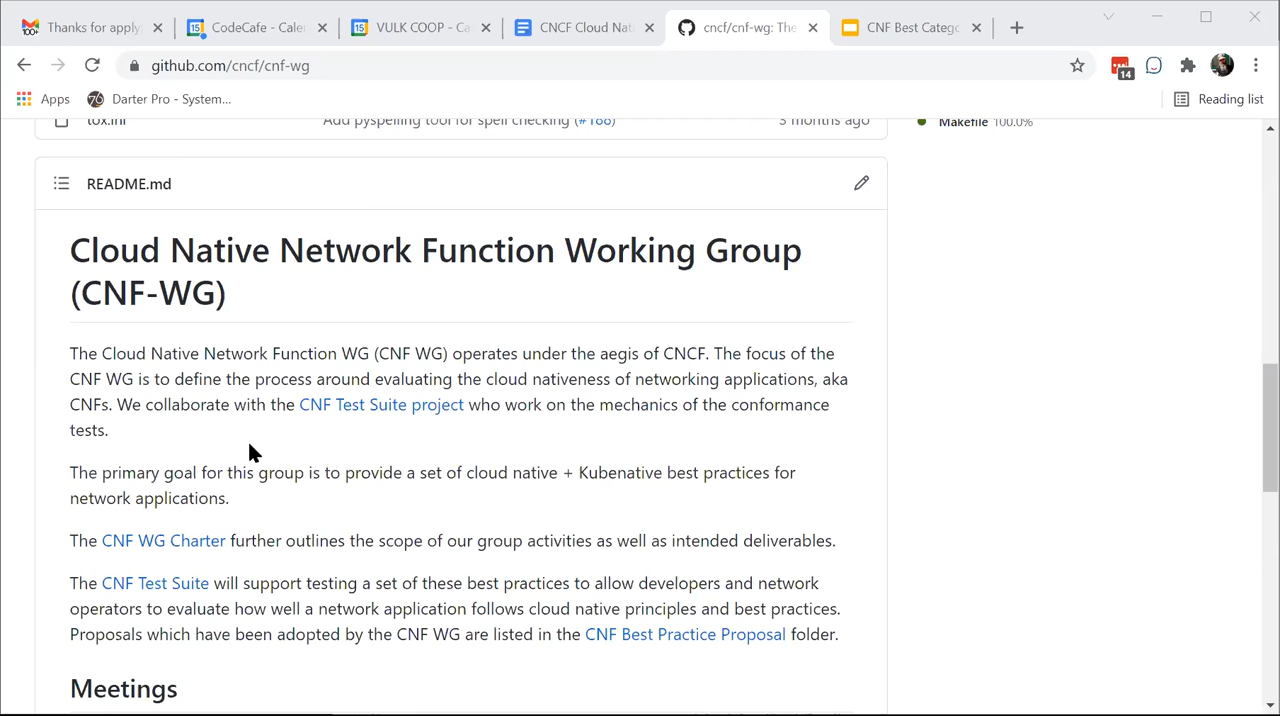 100+
Thanks for apply
15
CodeCafe - Caler
15
VULK COOP - Ca
CNCF Cloud Nati
cncf/cnf-wg: The
CNF Best Catego
github.com/cncf/cnf-wg
14
Apps
Darter Pro - System...
Reading list
tox.ini
Add pyspelling tool for spell checking (#188)
3 months ago
Makefile 100.0%
README.md
Cloud Native Network Function Working Group
(CNF-WG)
The Cloud Native Network Function WG (CNF WG) operates under the aegis of CNCF. The focus of the
CNF WG is to define the process around evaluating the cloud nativeness of networking applications, aka
CNFs. We collaborate with the CNF Test Suite project who work on the mechanics of the conformance
tests.
The primary goal for this group is to provide a set of cloud native + Kubenative best practices for
network applications.
The CNF WG Charter further outlines the scope of our group activities as well as intended deliverables.
The CNF Test Suite will support testing a set of these best practices to allow developers and network
operators to evaluate how well a network application follows cloud native principles and best practices.
Proposals which have been adopted by the CNF WG are listed in the CNF Best Practice Proposal folder.
Meetings